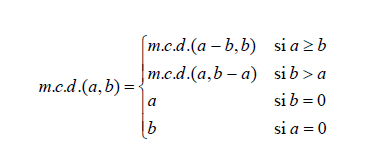 m.c.d.(a − b,b) si a ≥ b
m.c.d.(a,b − a) si b > a
m.c.d.(a,b) =
a si b = 0
b si a = 0